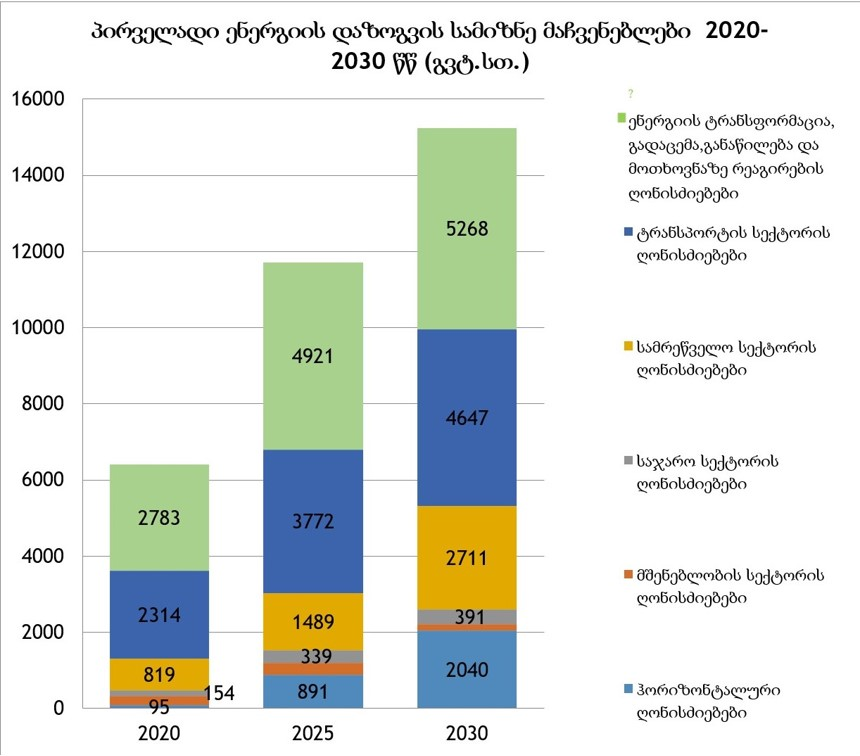 პირველადი ენერგიის დაზოგვის სამიზნე მაჩვენებლები 2020-
2030 წწ (გვტ.სთ.)
16000
14000
12000
10000
8000
6000
4000
2000
0
2783
2314
819
154
95
4921
3772
1489
339
891
5268
4647
2711
391
2040
2020
2025
2030
?
ენერგიის ტრანსფორმაცია,
გადაცემა,განაწილება და
მოთხოვნაზე რეაგირების
ღონისძიებები
ტრანსპორტის სექტორის
ღონისძიებები
სამრეწველო სექტორის
ღონისძიებები
საჯარო სექტორის
ღონისძიებები
მშენებლობის სექტორის
ღონისძიებები
ჰორიზონტალური
ღონისძიებები